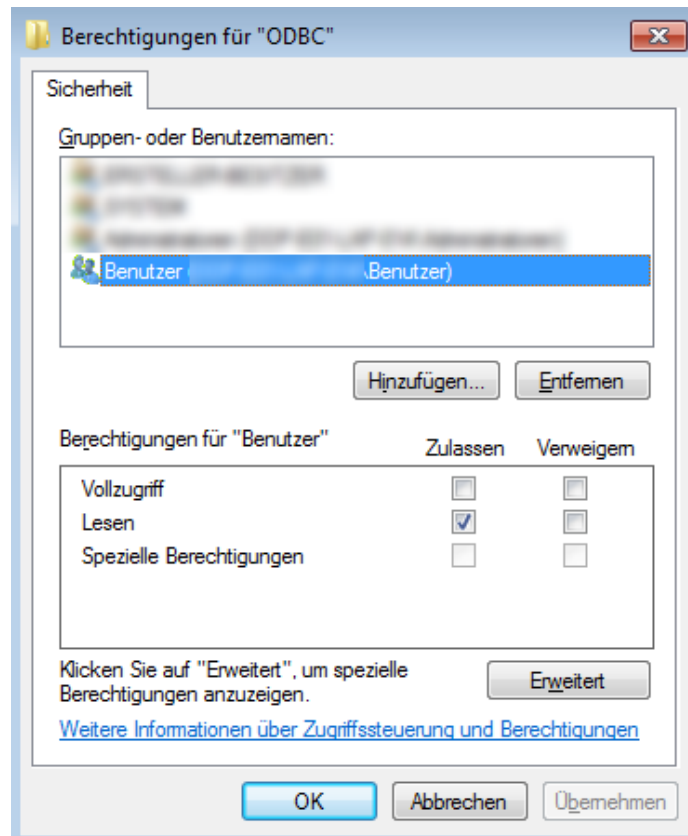 Berechtigungen für "ODBC"
Sicherheit
Gruppen- oder Benutzernamen:
Benutzer ( \Benutzer)
Hinzufügen...
Entfernen
Berechtigungen für "Benutzer"
Zulassen
Verweigern
Vollzugriff
Lesen
Spezielle Berechtigungen
Klicken Sie auf "Erweitert", um spezielle
Berechtigungen anzuzeigen.
Erweitert
Weitere Informationen über Zugriffssteuerung und Berechtigungen
OK
Abbrechen
Übernehmen